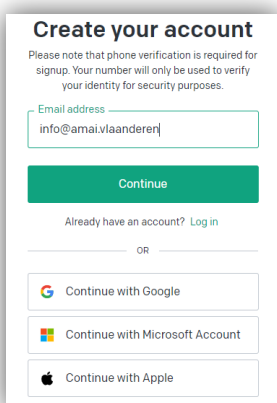 Create your account
Please note that phone verification is required for
signup. Your number will only be used to verify
your identity for security purposes.
Email address
info@amai.vlaanderen
Continue
Already have an account? Log in
OR
Continue with Google
Continue with Microsoft Account
Continue with Apple